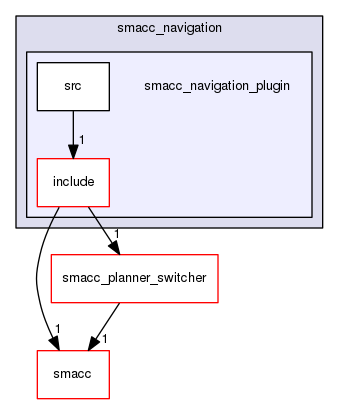 smacc_navigation
src
smacc_navigation_plugin
1
include
1
smacc_planner_switcher
1
1
smacc